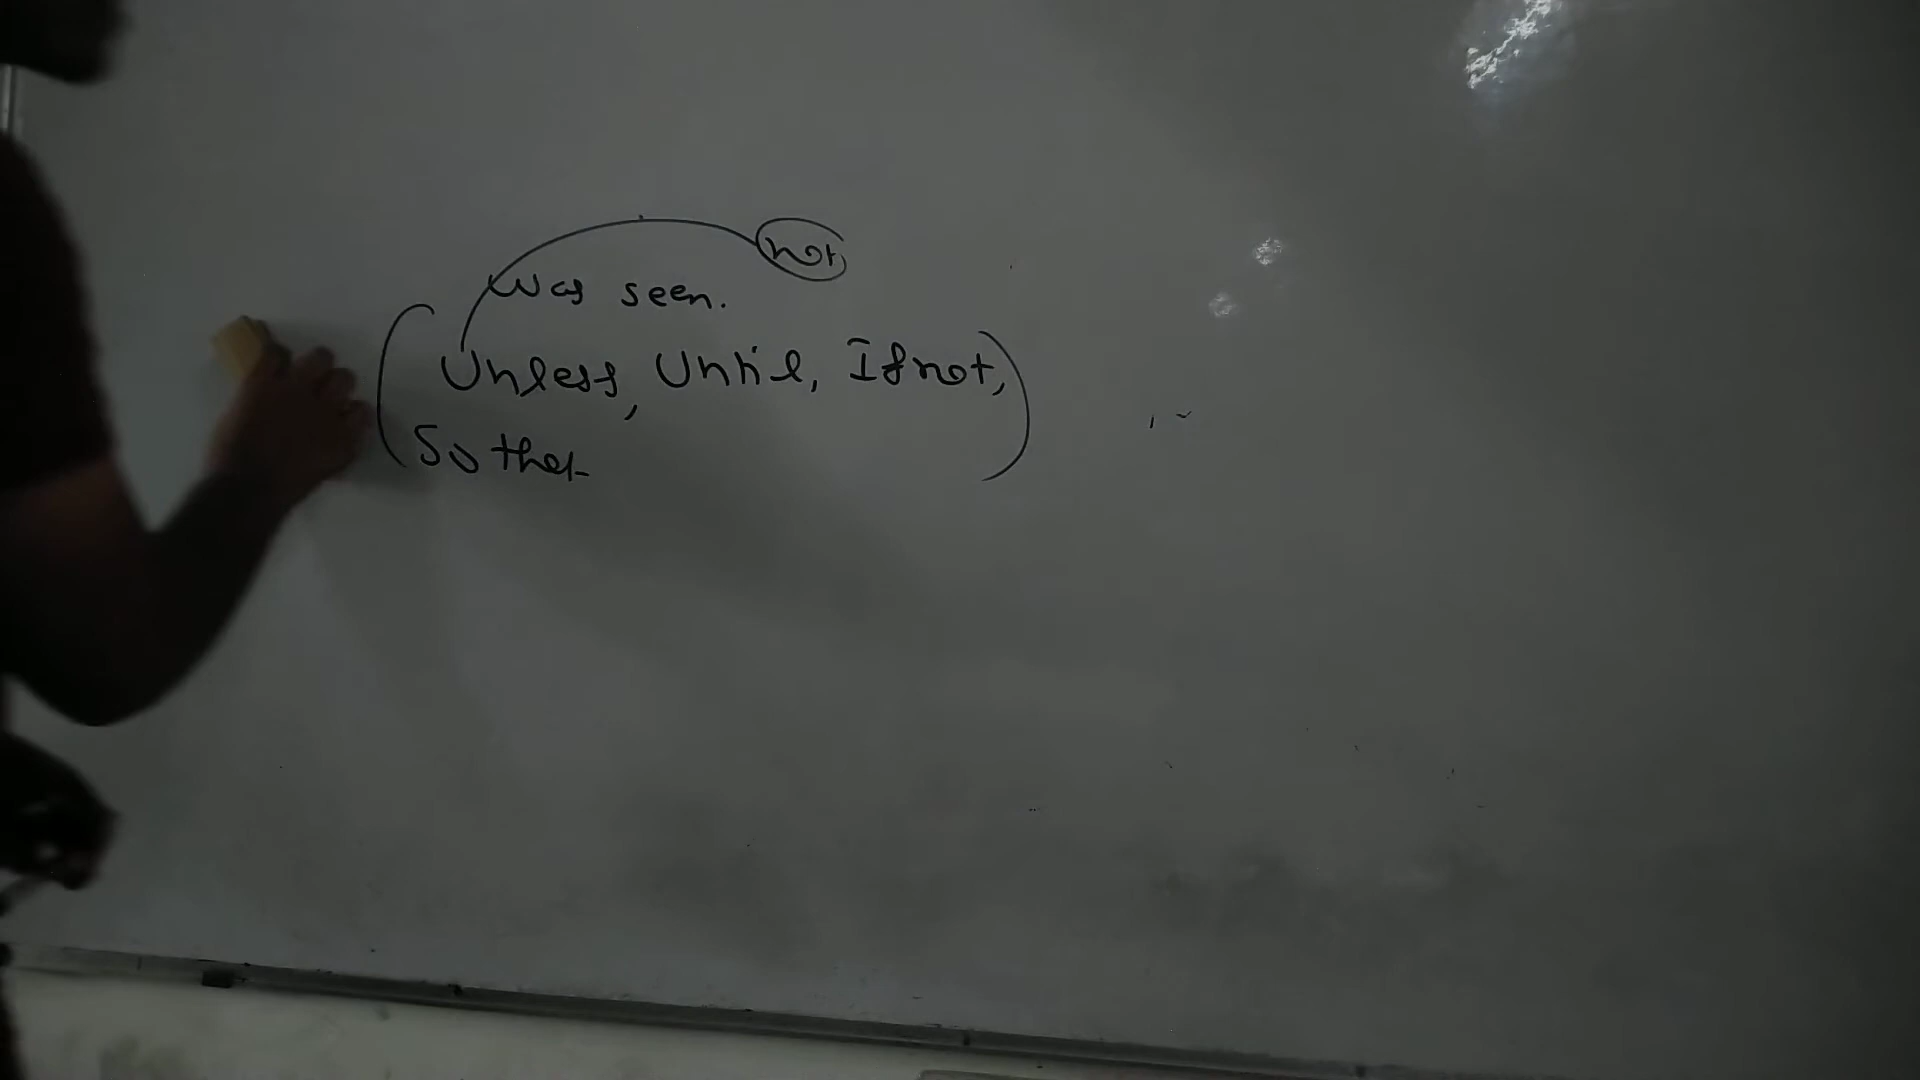 not
was seen.
Unless, Until, If not,
So that